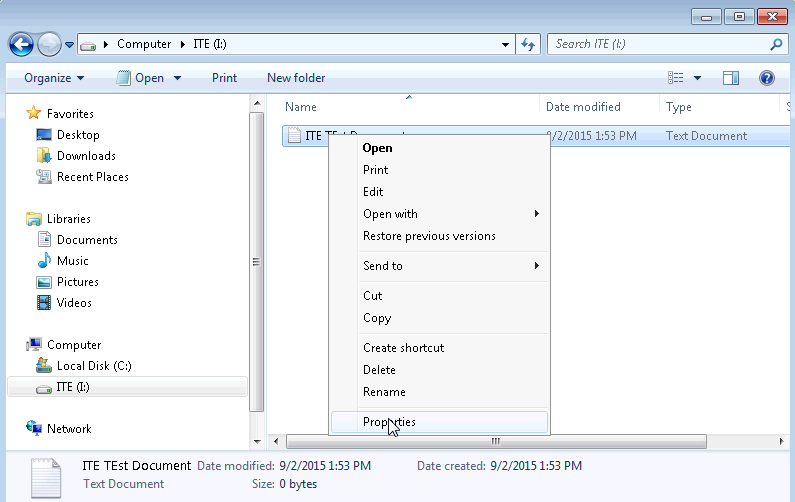 Computer ▸ ITE (I:)
Search ITE (I:)
Organize Open Print New folder
Name Date modified Type S
Favorites
Desktop
Downloads
Recent Places
Libraries
Documents
Music
Pictures
Videos
Computer
Local Disk (C:)
ITE (I:)
Network
ITE TEst Document 9/2/2015 1:53 PM Text Document
Open
Print
Edit
Open with
Restore previous versions
Send to
Cut
Copy
Create shortcut
Delete
Rename
Properties
ITE TEst Document Date modified: 9/2/2015 1:53 PM Date created: 9/2/2015 1:53 PM
Text Document Size: 0 bytes